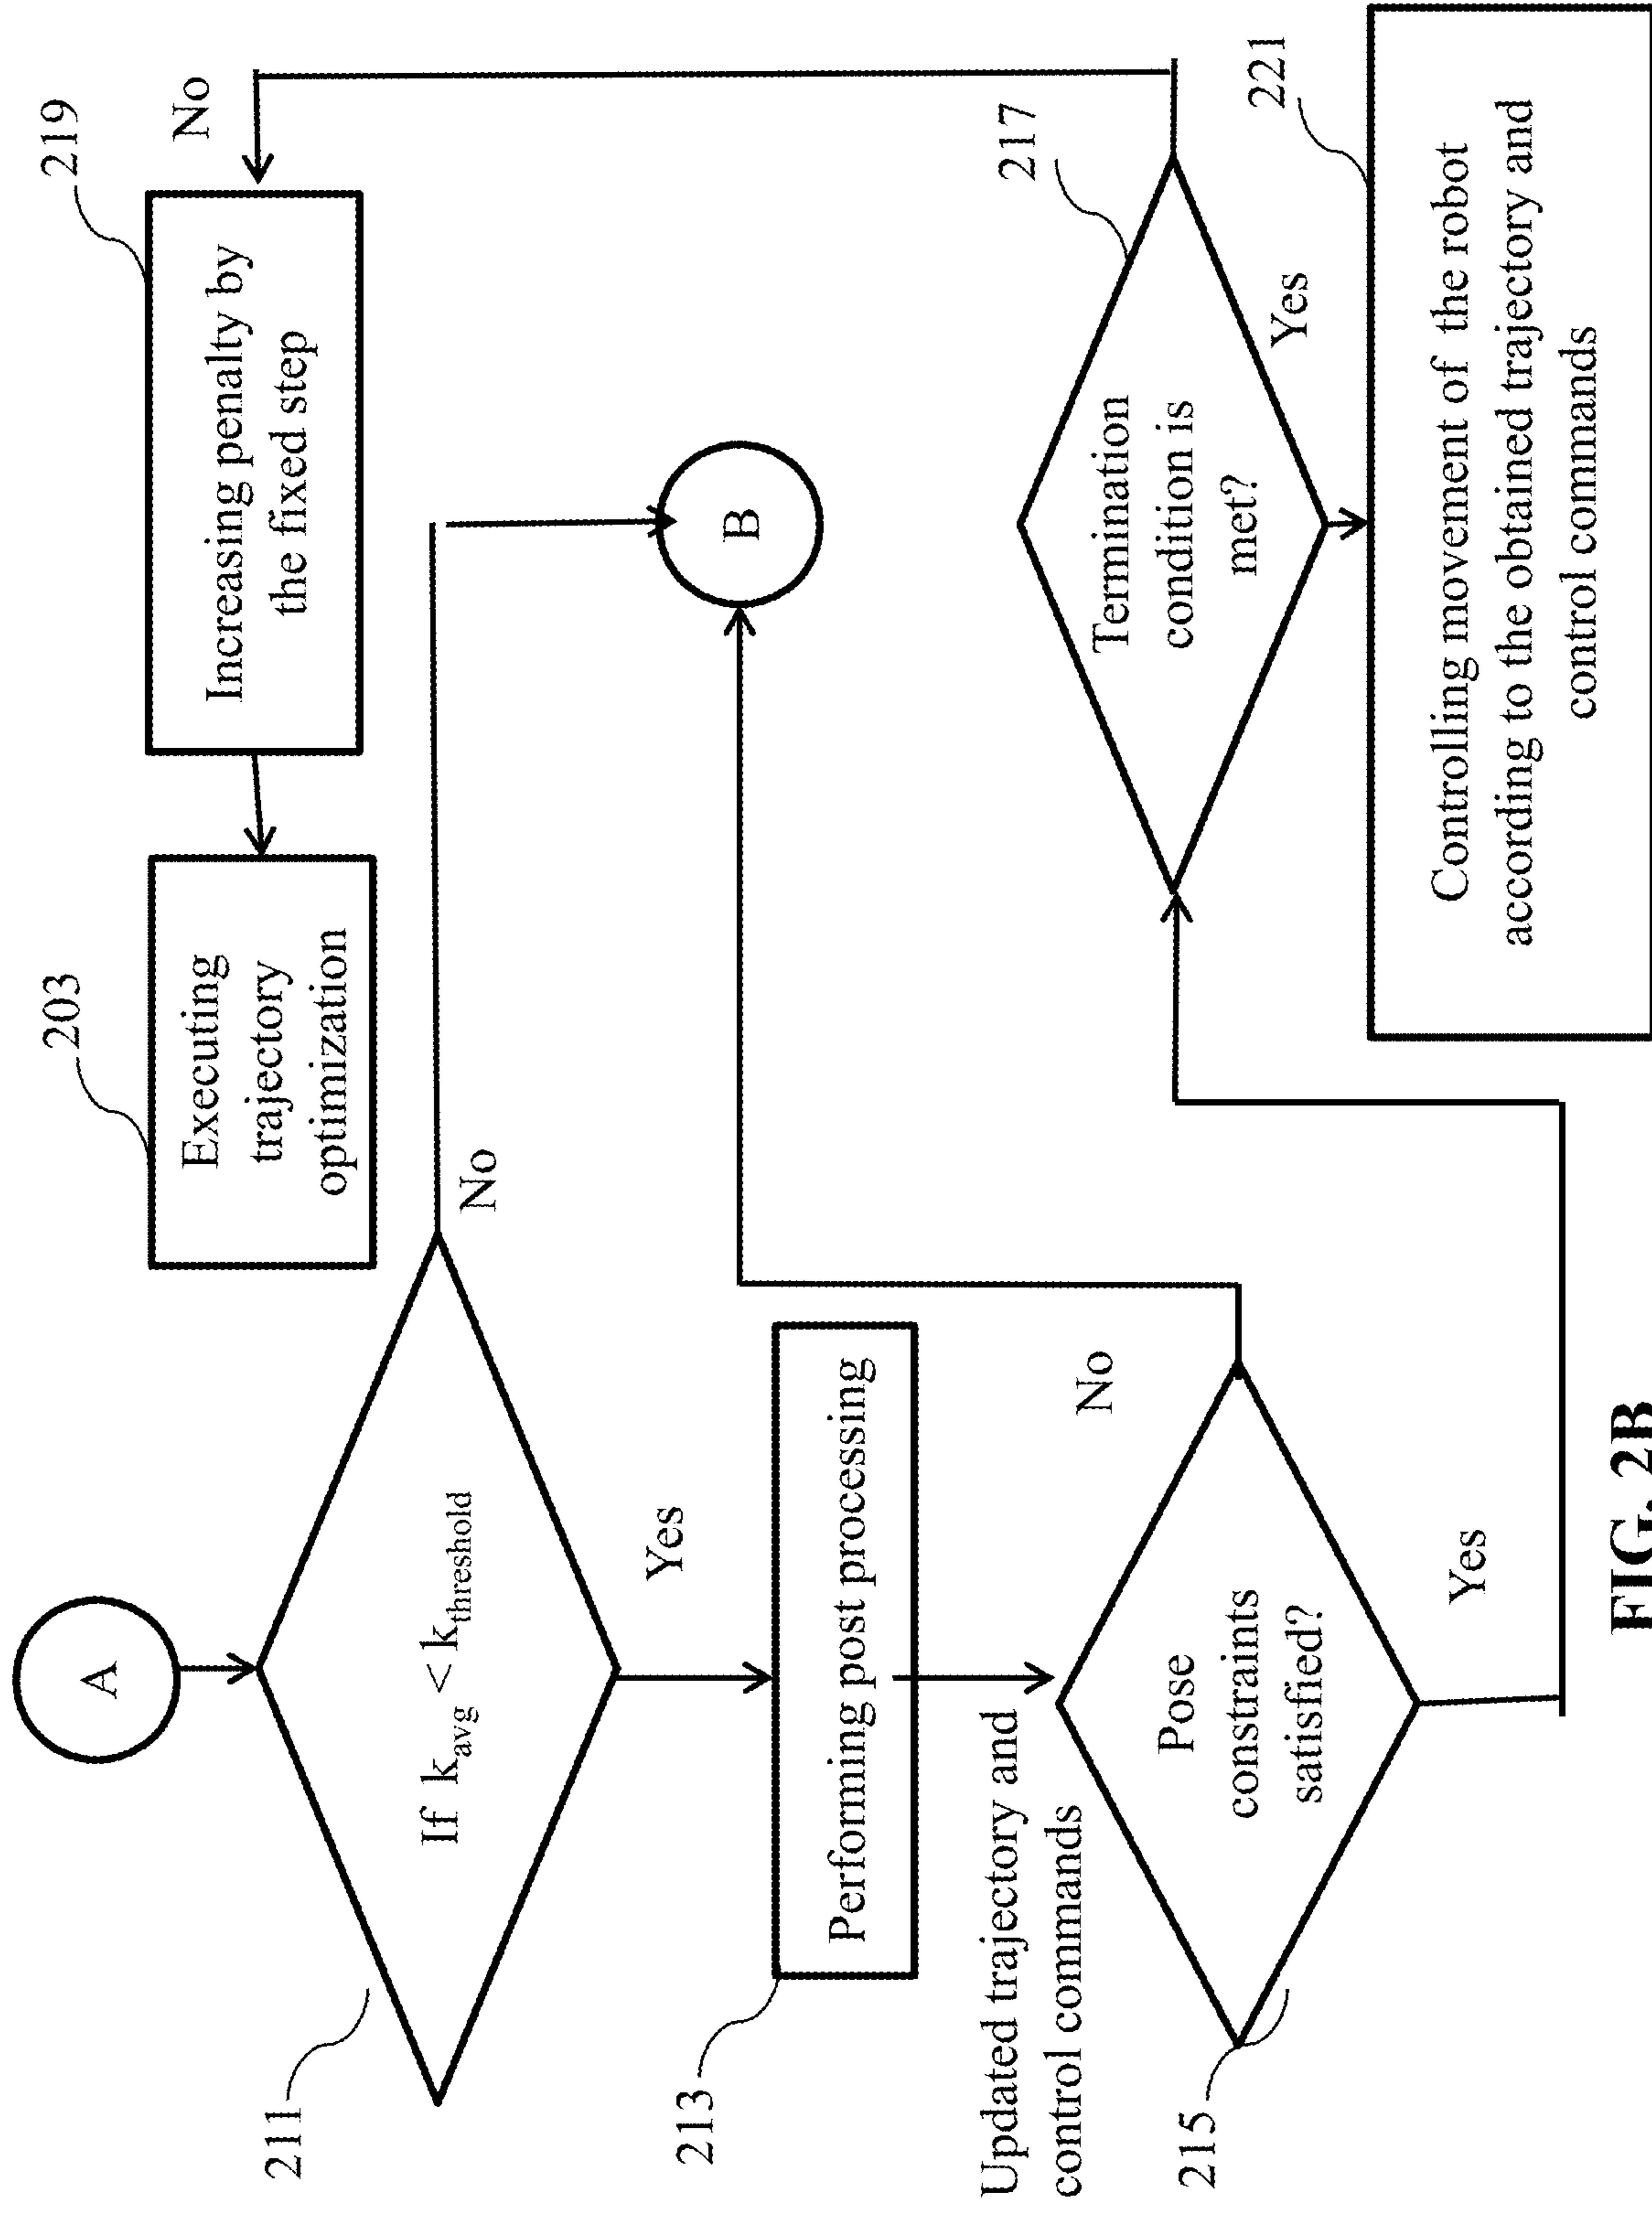 A
211
If k_avg < k_threshold
No
Yes
213
Performing post processing
Updated trajectory and
control commands
215
Pose
constraints
satisfied?
No
Yes
203
Executing
trajectory
optimization
219
Increasing penalty by
the fixed step
No
B
217
Termination
condition is
met?
Yes
221
Controlling movement of the robot
according to the obtained trajectory and
control commands
FIG. 2B